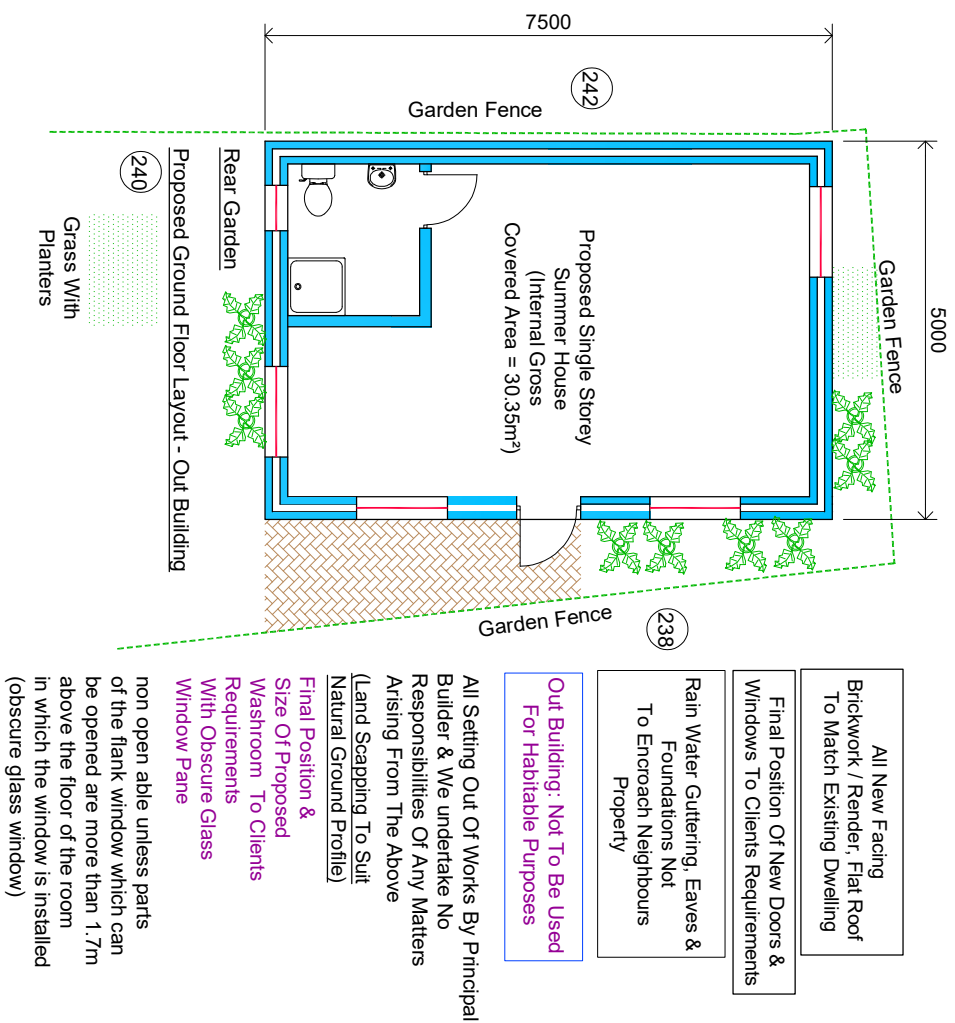 7500
242
Garden Fence
5000
Garden Fence
Proposed Single Storey
Summer House
(Internal Gross
Covered Area = 30.35m²)
Rear Garden
Proposed Ground Floor Layout - Out Building
240
Grass With
Planters
Garden Fence
238
All New Facing
Brickwork / Render, Flat Roof
To Match Existing Dwelling
Final Position Of New Doors &
Windows To Clients Requirements
Rain Water Guttering, Eaves &
Foundations Not
To Encroach Neighbours
Property
Out Building: Not To Be Used
For Habitable Purposes
All Setting Out Of Works By Principal
Builder & We undertake No
Responsibilities Of Any Matters
Arising From The Above
(Land Scapping To Suit
Natural Ground Profile)
Final Position &
Size Of Proposed
Washroom To Clients
Requirements
With Obscure Glass
Window Pane
non open able unless parts
of the flank window which can
be opened are more than 1.7m
above the floor of the room
in which the window is installed
(obscure glass window)